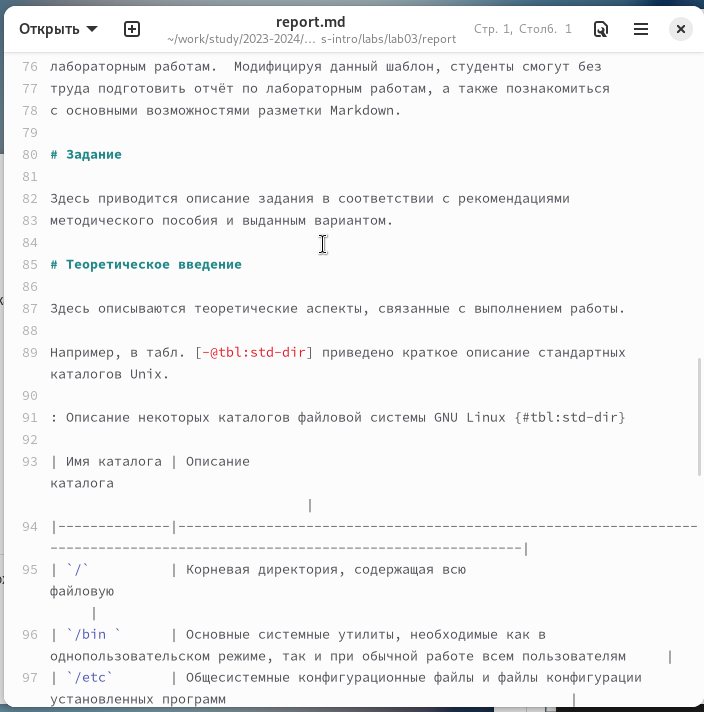 Открыть
report.md
~/work/study/2023-2024/... s-intro/labs/lab03/report
Стр. 1, Столб. 1
76 лабораторным работам. Модифицируя данный шаблон, студенты смогут без
77 труда подготовить отчёт по лабораторным работам, а также познакомиться
78 с основными возможностями разметки Markdown.
79
80 # Задание
81
82 Здесь приводится описание задания в соответствии с рекомендациями
83 методического пособия и выданным вариантом.
84
85 # Теоретическое введение
86
87 Здесь описываются теоретические аспекты, связанные с выполнением работы.
88
89 Например, в табл. [-@tbl:std-dir] приведено краткое описание стандартных
каталогов Unix.
90
91 : Описание некоторых каталогов файловой системы GNU Linux {#tbl:std-dir}
92
93 | Имя каталога | Описание
каталога
|
94 |--------------|-----------------------------------------------------------------
-----------------------------------------------------------|
95 | `/` | Корневая директория, содержащая всю
файловую
|
96 | `/bin ` | Основные системные утилиты, необходимые как в
однопользовательском режиме, так и при обычной работе всем пользователям |
97 | `/etc` | Общесистемные конфигурационные файлы и файлы конфигурации
установленных программ |